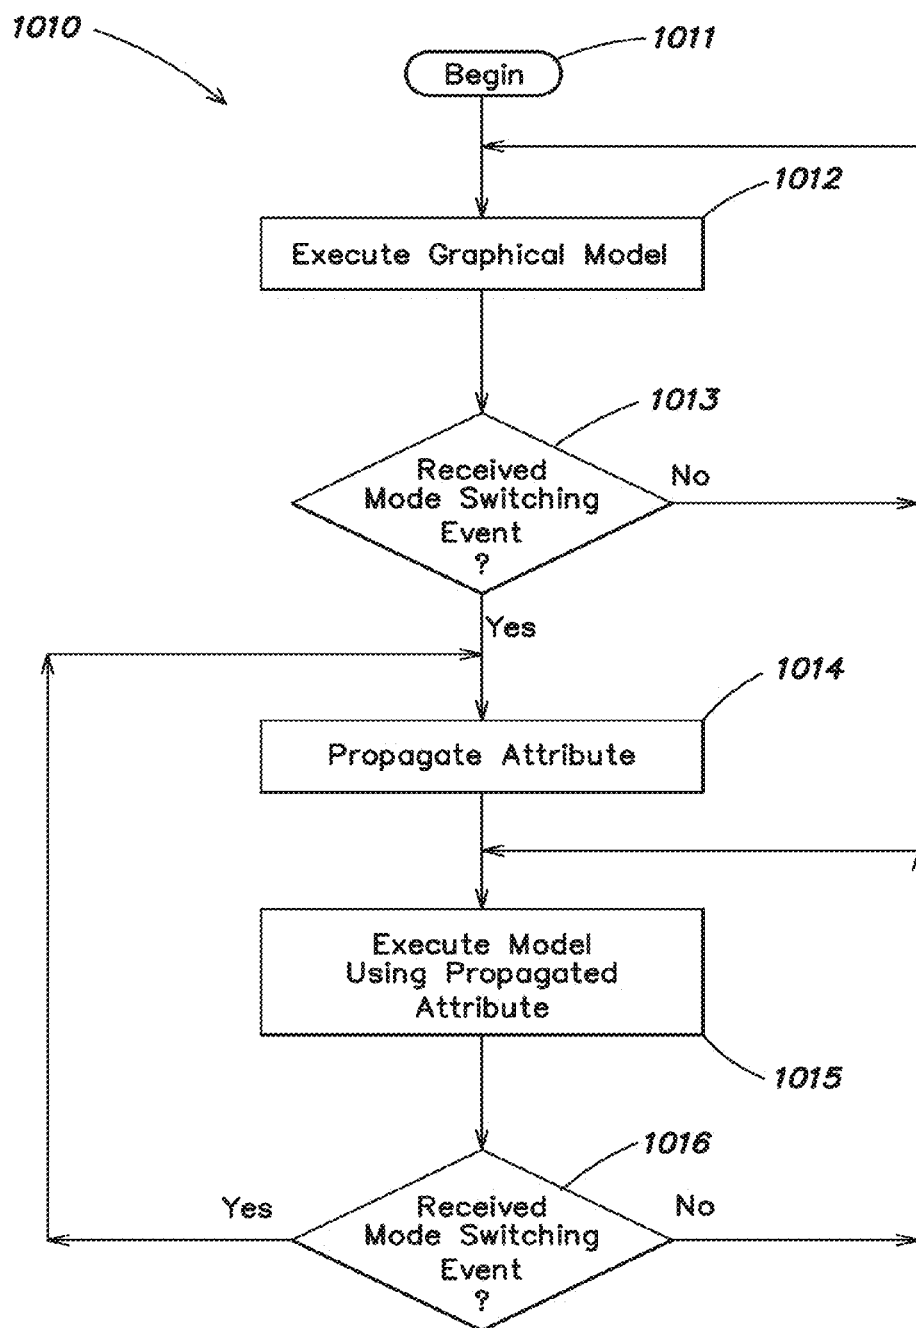 1010
1011
Begin
1012
Execute Graphical Model
1013
Received
Mode Switching
Event
?
No
Yes
1014
Propagate Attribute
Execute Model
Using Propagated
Attribute
1015
1016
Yes
Received
Mode Switching
Event
?
No